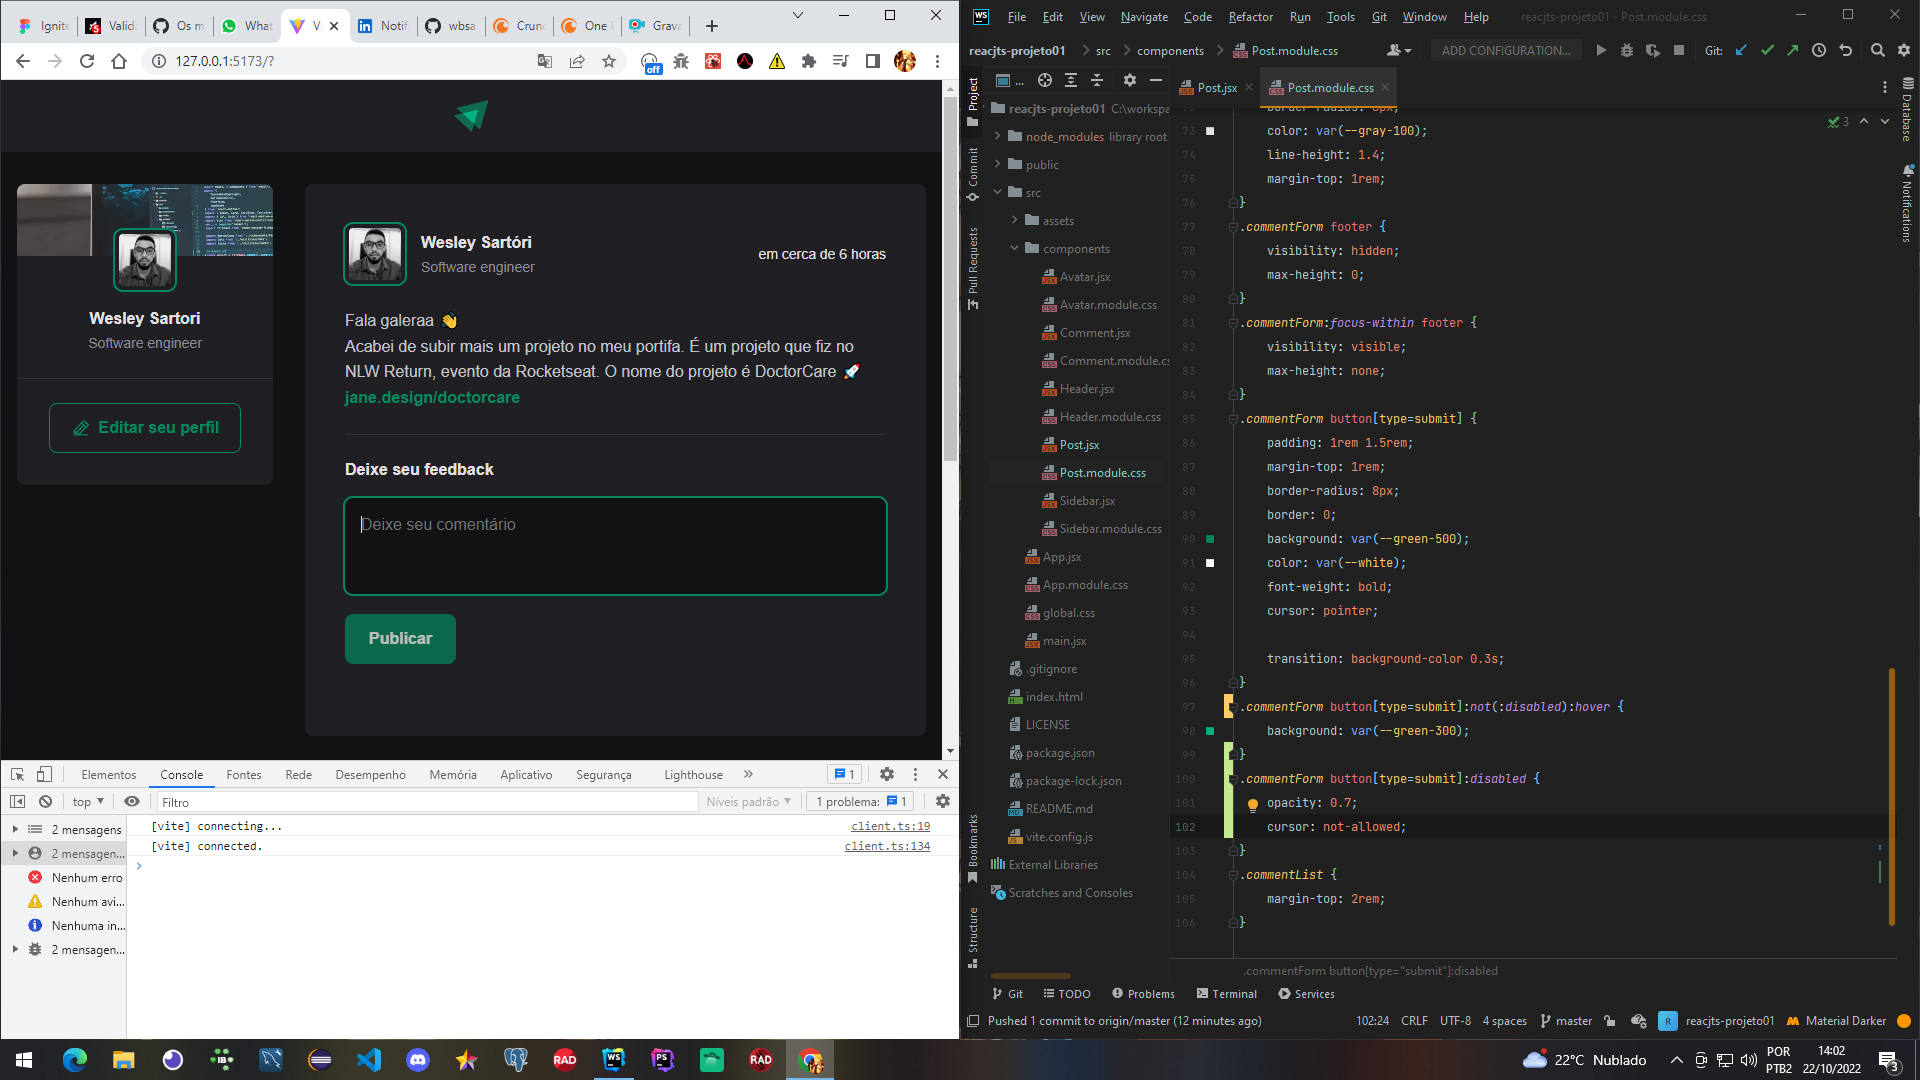 Ignite
Valida
Os m
What
V
Notifi
wbsa
Crunc
One
Grava
127.0.0.1:5173/?
off
Wesley Sartori
Software engineer
Editar seu perfil
Wesley Sartóri
Software engineer
em cerca de 6 horas
Fala galeraa 👋
Acabei de subir mais um projeto no meu portifa. É um projeto que fiz no
NLW Return, evento da Rocketseat. O nome do projeto é DoctorCare 🚀
jane.design/doctorcare
Deixe seu feedback
Deixe seu comentário
Publicar
Elementos Console Fontes Rede Desempenho Memória Aplicativo Segurança Lighthouse » 1
top ▾ Filtro Níveis padrão ▾ 1 problema: 1
2 mensagens
2 mensagen...
Nenhum erro
Nenhum avi...
Nenhuma in...
2 mensagen...
[vite] connecting... client.ts:19
[vite] connected. client.ts:134
WS File Edit View Navigate Code Refactor Run Tools Git Window Help reacjts-projeto01 - Post.module.css
reacjts-projeto01 src components Post.module.css ADD CONFIGURATION... Git:
Project
Commit
Pull Requests
Bookmarks
Structure
...
reacjts-projeto01 C:\workspa
node_modules library root
public
src
assets
components
Avatar.jsx
Avatar.module.css
Comment.jsx
Comment.module.cs
Header.jsx
Header.module.css
Post.jsx
Post.module.css
Sidebar.jsx
Sidebar.module.css
App.jsx
App.module.css
global.css
main.jsx
.gitignore
index.html
LICENSE
package.json
package-lock.json
README.md
vite.config.js
External Libraries
Scratches and Consoles
Post.jsx
Post.module.css
3
Database
Notifications
72 border-radius: 8px;
73 color: var(--gray-100);
74 line-height: 1.4;
75 margin-top: 1rem;
76 }
77 .commentForm footer {
78 visibility: hidden;
79 max-height: 0;
80 }
81 .commentForm:focus-within footer {
82 visibility: visible;
83 max-height: none;
84 }
85 .commentForm button[type=submit] {
86 padding: 1rem 1.5rem;
87 margin-top: 1rem;
88 border-radius: 8px;
89 border: 0;
90 background: var(--green-500);
91 color: var(--white);
92 font-weight: bold;
93 cursor: pointer;
94
95 transition: background-color 0.3s;
96 }
97 .commentForm button[type=submit]:not(:disabled):hover {
98 background: var(--green-300);
99 }
100 .commentForm button[type=submit]:disabled {
101 opacity: 0.7;
102 cursor: not-allowed;
103 }
104 .commentList {
105 margin-top: 2rem;
106 }
.commentForm button[type="submit"]:disabled
Git TODO Problems Terminal Services
Pushed 1 commit to origin/master (12 minutes ago) 102:24 CRLF UTF-8 4 spaces master R reacjts-projeto01 Material Darker
IB
RAD
WS
PS
RAD
22°C Nublado
POR
PTB2
14:02
22/10/2022
3